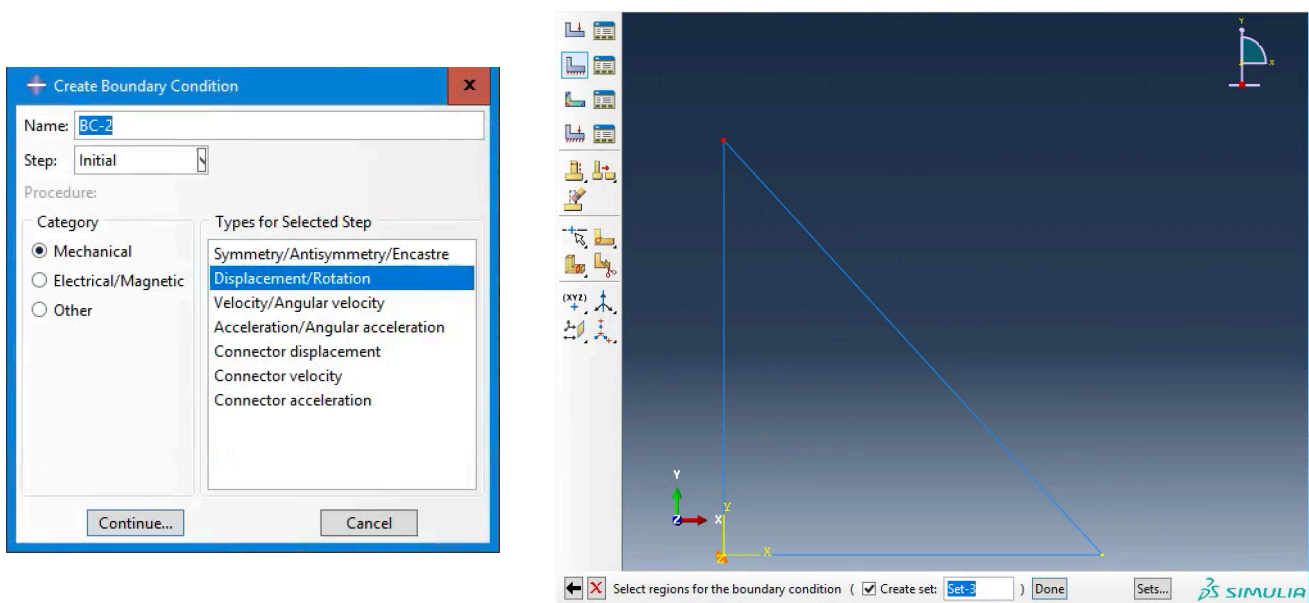 Create Boundary Condition
X
Name: BC-2
Step: Initial
Procedure:
Category
Mechanical
Electrical/Magnetic
Other
Types for Selected Step
Symmetry/Antisymmetry/Encastre
Displacement/Rotation
Velocity/Angular velocity
Acceleration/Angular acceleration
Connector displacement
Connector velocity
Connector acceleration
Continue...
Cancel
(XYZ)
Y
X
Y
X
Z
Y
X
Z
X Select regions for the boundary condition ( Create set: Set-3 ) Done Sets... SIMULIA